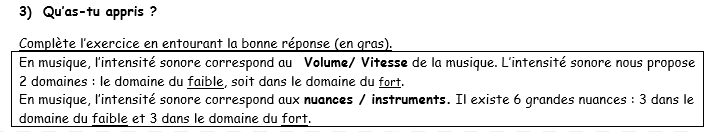 3) Qu'as-tu appris ?
Complète l'exercice en entourant la bonne réponse (en gras).
En musique, l'intensité sonore correspond au Volume/ Vitesse de la musique. L'intensité sonore nous propose
2 domaines : le domaine du faible, soit dans le domaine du fort.
En musique, l'intensité sonore correspond aux nuances / instruments. Il existe 6 grandes nuances : 3 dans le
domaine du faible et 3 dans le domaine du fort.